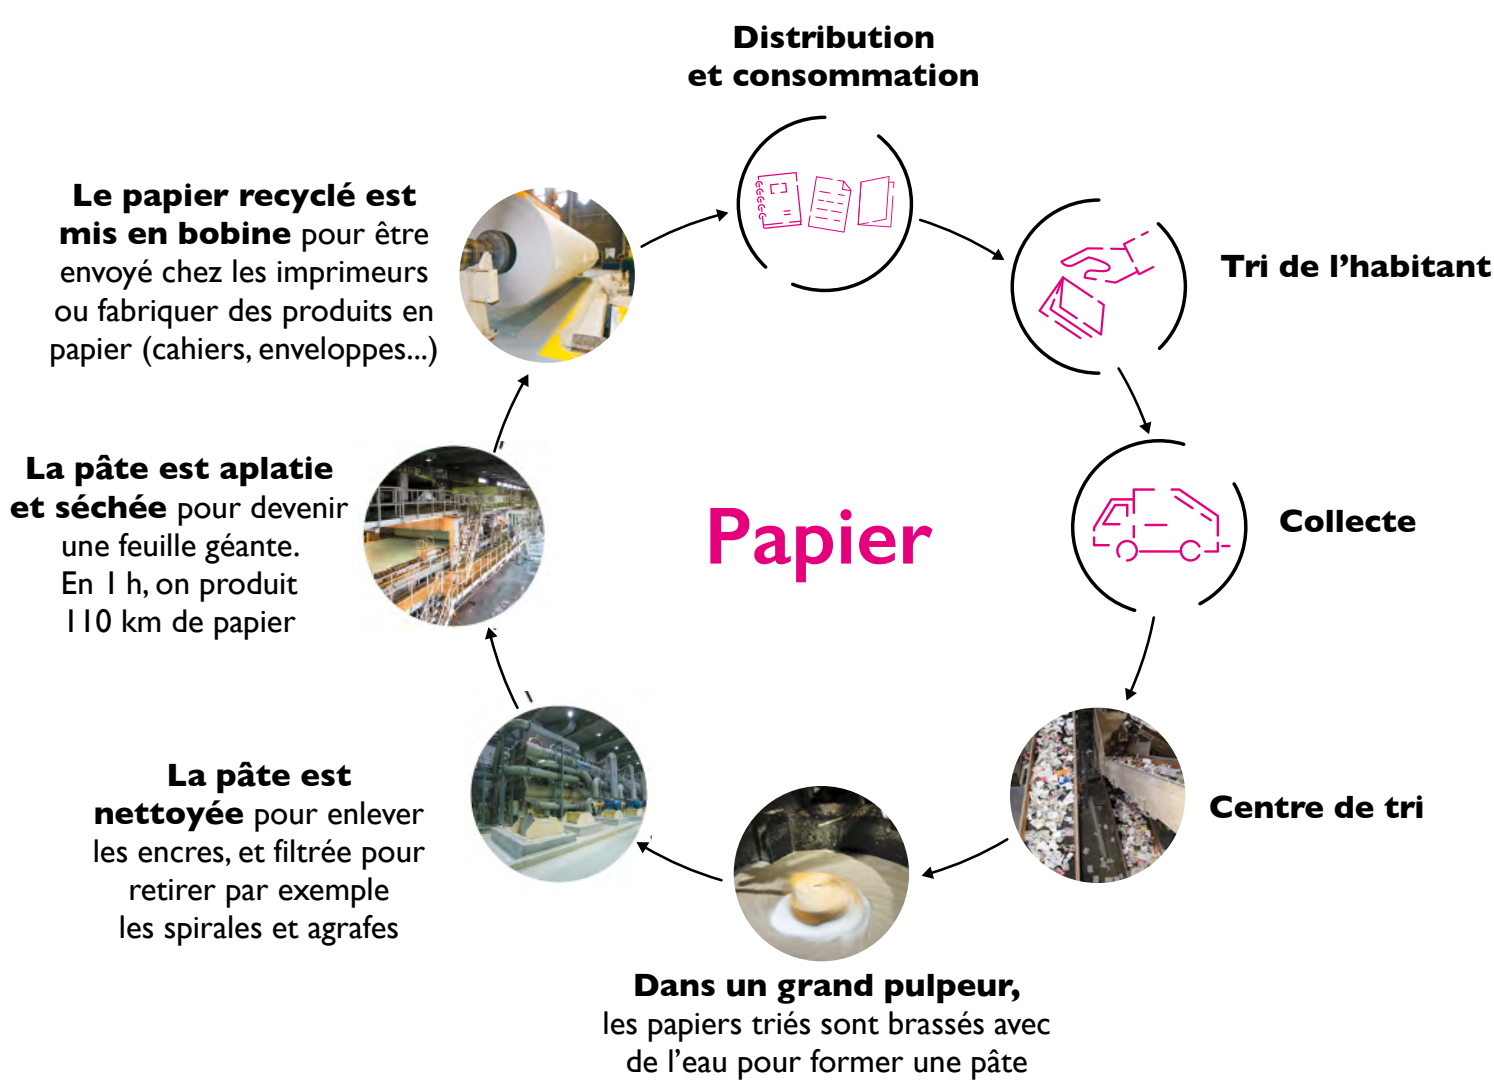 Distribution
et consommation
Tri de l’habitant
Collecte
Centre de tri
Dans un grand pulpeur,
les papiers triés sont brassés avec
de l’eau pour former une pâte
La pâte est
nettoyée pour enlever
les encres, et filtrée pour
retirer par exemple
les spirales et agrafes
La pâte est aplatie
et séchée pour devenir
une feuille géante.
En 1 h, on produit
110 km de papier
Le papier recyclé est
mis en bobine pour être
envoyé chez les imprimeurs
ou fabriquer des produits en
papier (cahiers, enveloppes...)
Papier